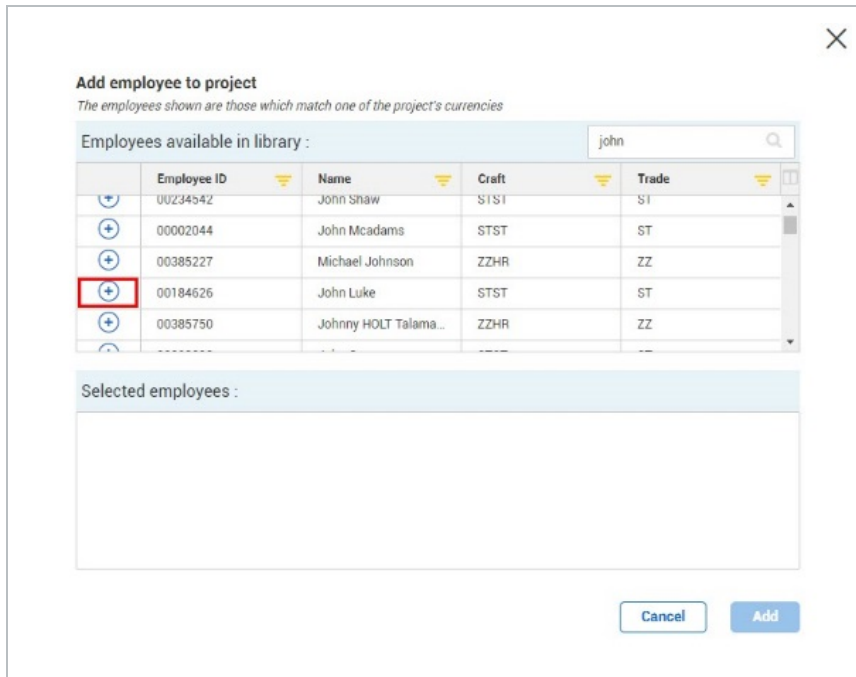 Add employee to project
The employees shown are those which match one of the project's currencies
Employees available in library : john
Employee ID Name Craft Trade
00234542 John Shaw STST ST
00002044 John Mcadams STST ST
00385227 Michael Johnson ZZHR ZZ
00184626 John Luke STST ST
00385750 Johnny HOLT Talama... ZZHR ZZ
Selected employees :
Cancel Add